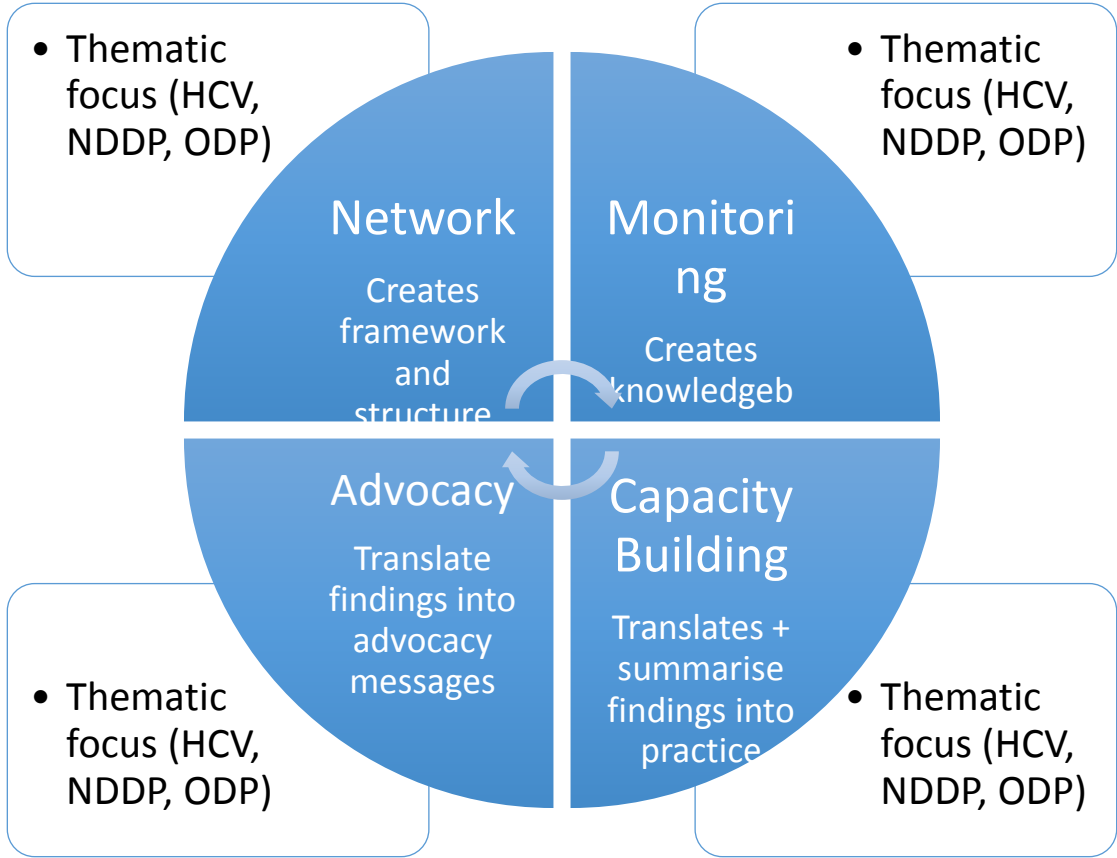 • Thematic
focus (HCV,
NDDP, ODP)
• Thematic
focus (HCV,
NDDP, ODP)
Network
Creates
framework
and
structure
Monitori
ng
Creates
knowledgeb
Advocacy
Translate
findings into
advocacy
messages
Capacity
Building
Translates +
summarise
findings into
practice
• Thematic
focus (HCV,
NDDP, ODP)
• Thematic
focus (HCV,
NDDP, ODP)